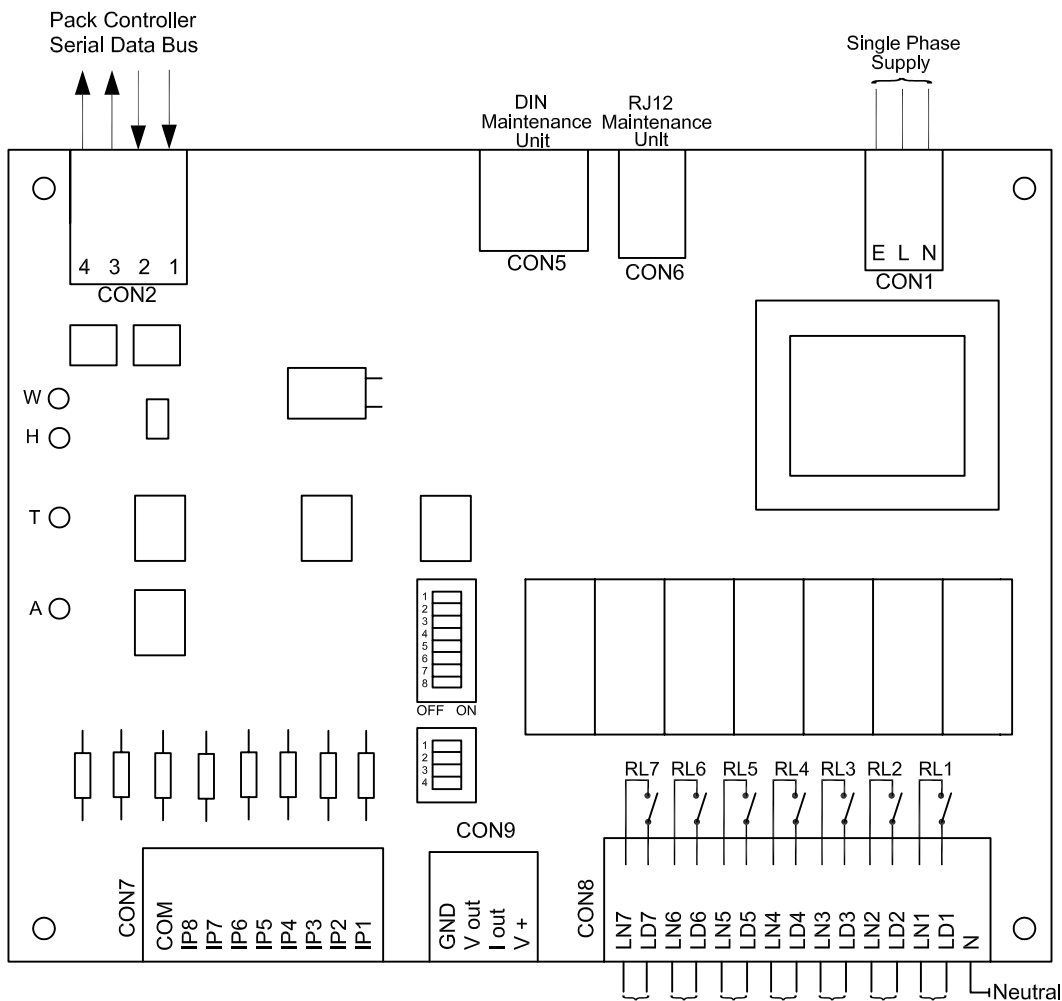 Pack Controller
Serial Data Bus
Single Phase
Supply
DIN
Maintenance
Unit
RJ12
Maintenance
UnIt
4 3 2 1
CON2
CON5
CON6
E L N
CON1
W
H
T
A
1
2
3
4
5
6
7
8
OFF ON
1
2
3
4
RL7 RL6 RL5 RL4 RL3 RL2 RL1
CON9
CON7
COM
IP8
IP7
IP6
IP5
IP4
IP3
IP2
IP1
GND
V out
I out
V +
CON8
LN7
LD7
LN6
LD6
LN5
LD5
LN4
LD4
LN3
LD3
LN2
LD2
LN1
LD1
N
Neutral